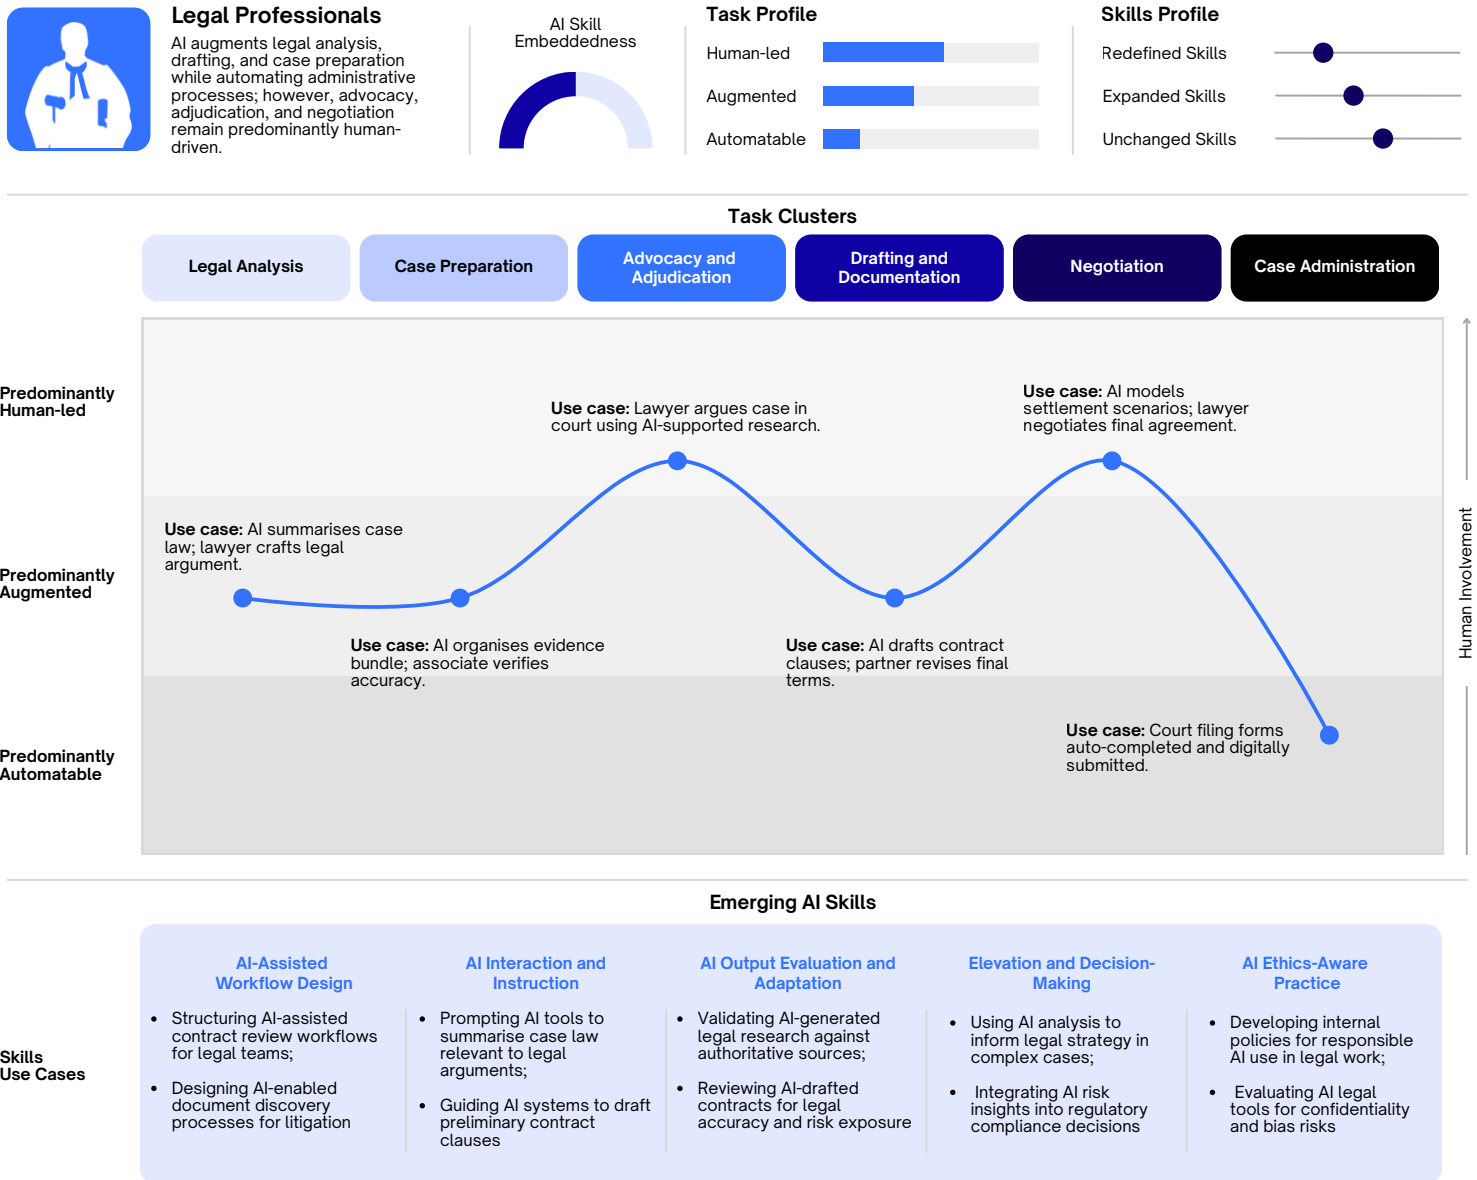 Legal Professionals
AI augments legal analysis,
drafting, and case preparation
while automating administrative
processes; however, advocacy,
adjudication, and negotiation
remain predominantly human-
driven.
AI Skill
Embeddedness
Task Profile
Human-led
Augmented
Automatable
Skills Profile
Redefined Skills
Expanded Skills
Unchanged Skills
Task Clusters
Legal Analysis
Case Preparation
Advocacy and
Adjudication
Drafting and
Documentation
Negotiation
Case Administration
Predominantly
Human-led
Predominantly
Augmented
Predominantly
Automatable
Use case: AI summarises case
law; lawyer crafts legal
argument.
Use case: AI organises evidence
bundle; associate verifies
accuracy.
Use case: Lawyer argues case in
court using AI-supported research.
Use case: AI drafts contract
clauses; partner revises final
terms.
Use case: AI models
settlement scenarios; lawyer
negotiates final agreement.
Use case: Court filing forms
auto-completed and digitally
submitted.
Human Involvement
Emerging AI Skills
Skills
Use Cases
AI-Assisted
Workflow Design
• Structuring AI-assisted
contract review workflows
for legal teams;
• Designing AI-enabled
document discovery
processes for litigation
AI Interaction and
Instruction
• Prompting AI tools to
summarise case law
relevant to legal
arguments;
• Guiding AI systems to draft
preliminary contract
clauses
AI Output Evaluation and
Adaptation
• Validating AI-generated
legal research against
authoritative sources;
• Reviewing AI-drafted
contracts for legal
accuracy and risk exposure
Elevation and Decision-
Making
• Using AI analysis to
inform legal strategy in
complex cases;
• Integrating AI risk
insights into regulatory
compliance decisions
AI Ethics-Aware
Practice
• Developing internal
policies for responsible
AI use in legal work;
• Evaluating AI legal
tools for confidentiality
and bias risks